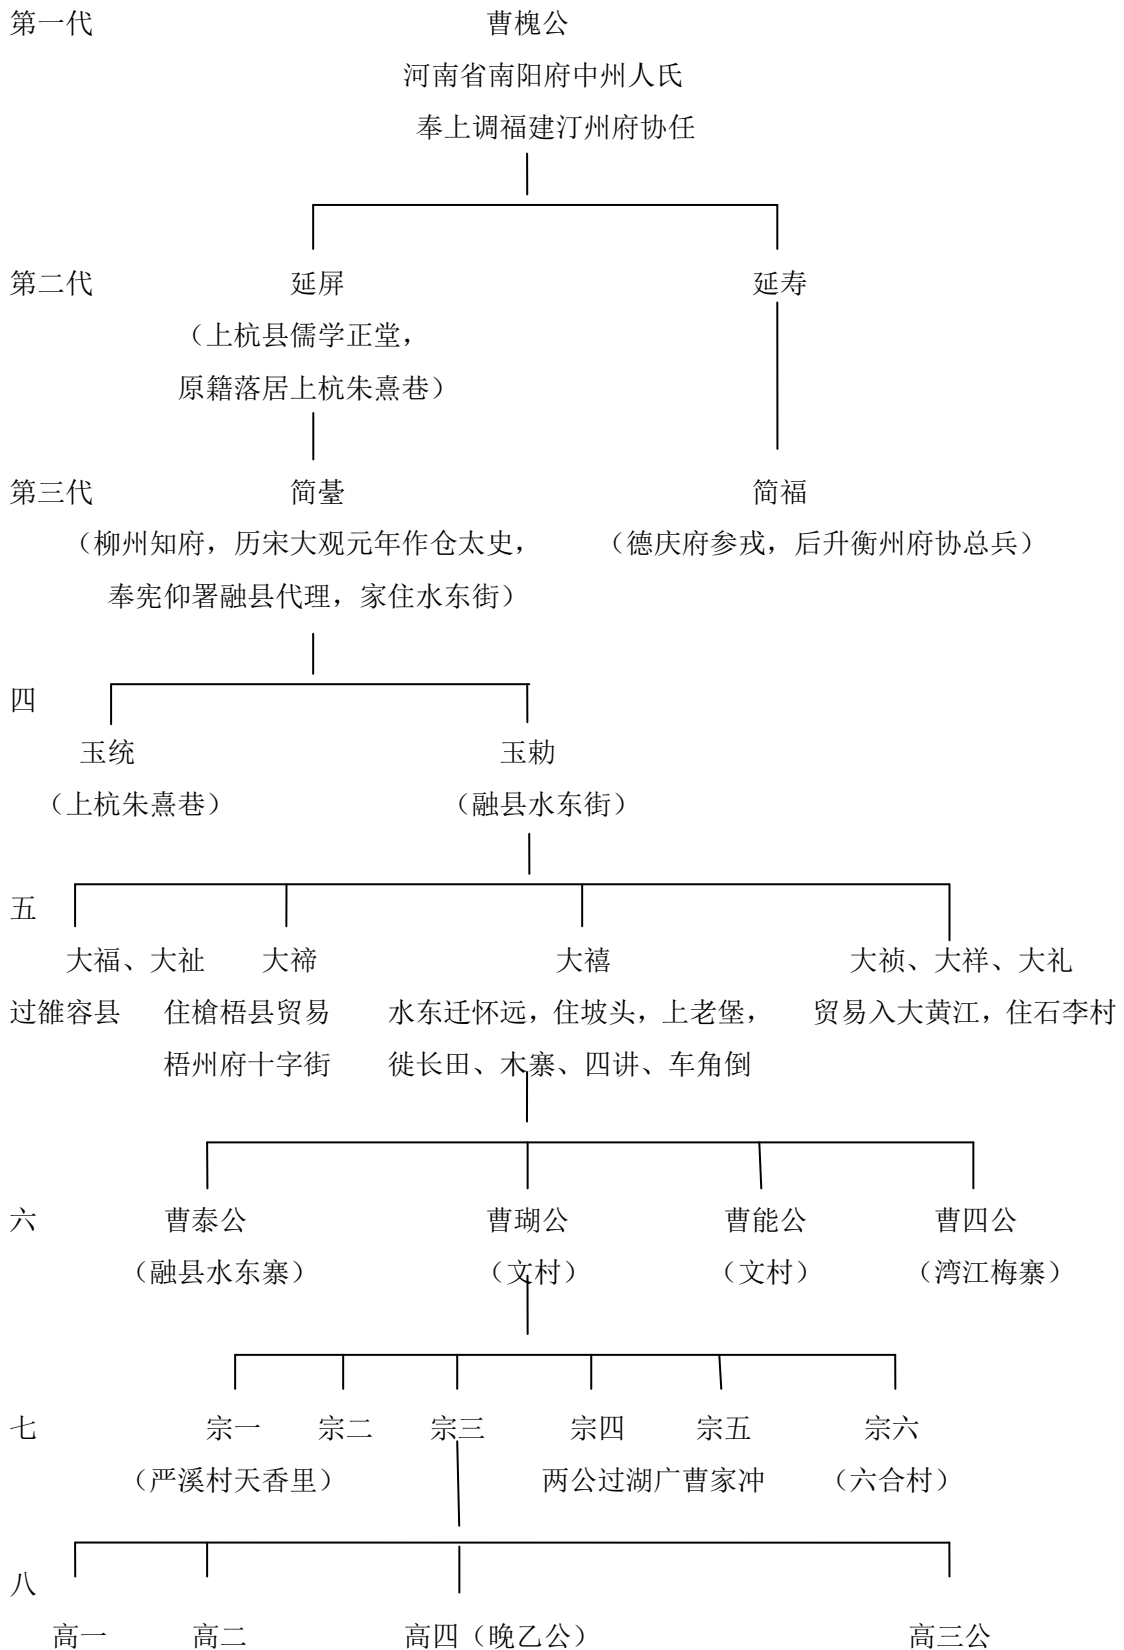 第一代 曹槐公
河南省南阳府中州人氏
奉上调福建汀州府协任
第二代 延屏 延寿
（上杭县儒学正堂，
原籍落居上杭朱熹巷）
第三代 简薹 简福
（柳州知府，历宋大观元年作仓太史， （德庆府参戎，后升衡州府协总兵）
奉宪仰署融县代理，家住水东街）
四
玉统 玉勅
（上杭朱熹巷） （融县水东街）
五
大福、大祉 大禘 大禧 大祯、大祥、大礼
过雒容县 住槍梧县贸易 水东迁怀远，住坡头，上老堡， 贸易入大黄江，住石李村
梧州府十字街 徙长田、木寨、四讲、车角倒
六 曹泰公 曹瑚公 曹能公 曹四公
（融县水东寨） （文村） （文村） （湾江梅寨）
七 宗一 宗二 宗三 宗四 宗五 宗六
（严溪村天香里） 两公过湖广曹家冲 （六合村）
八
高一 高二 高四（晚乙公） 高三公